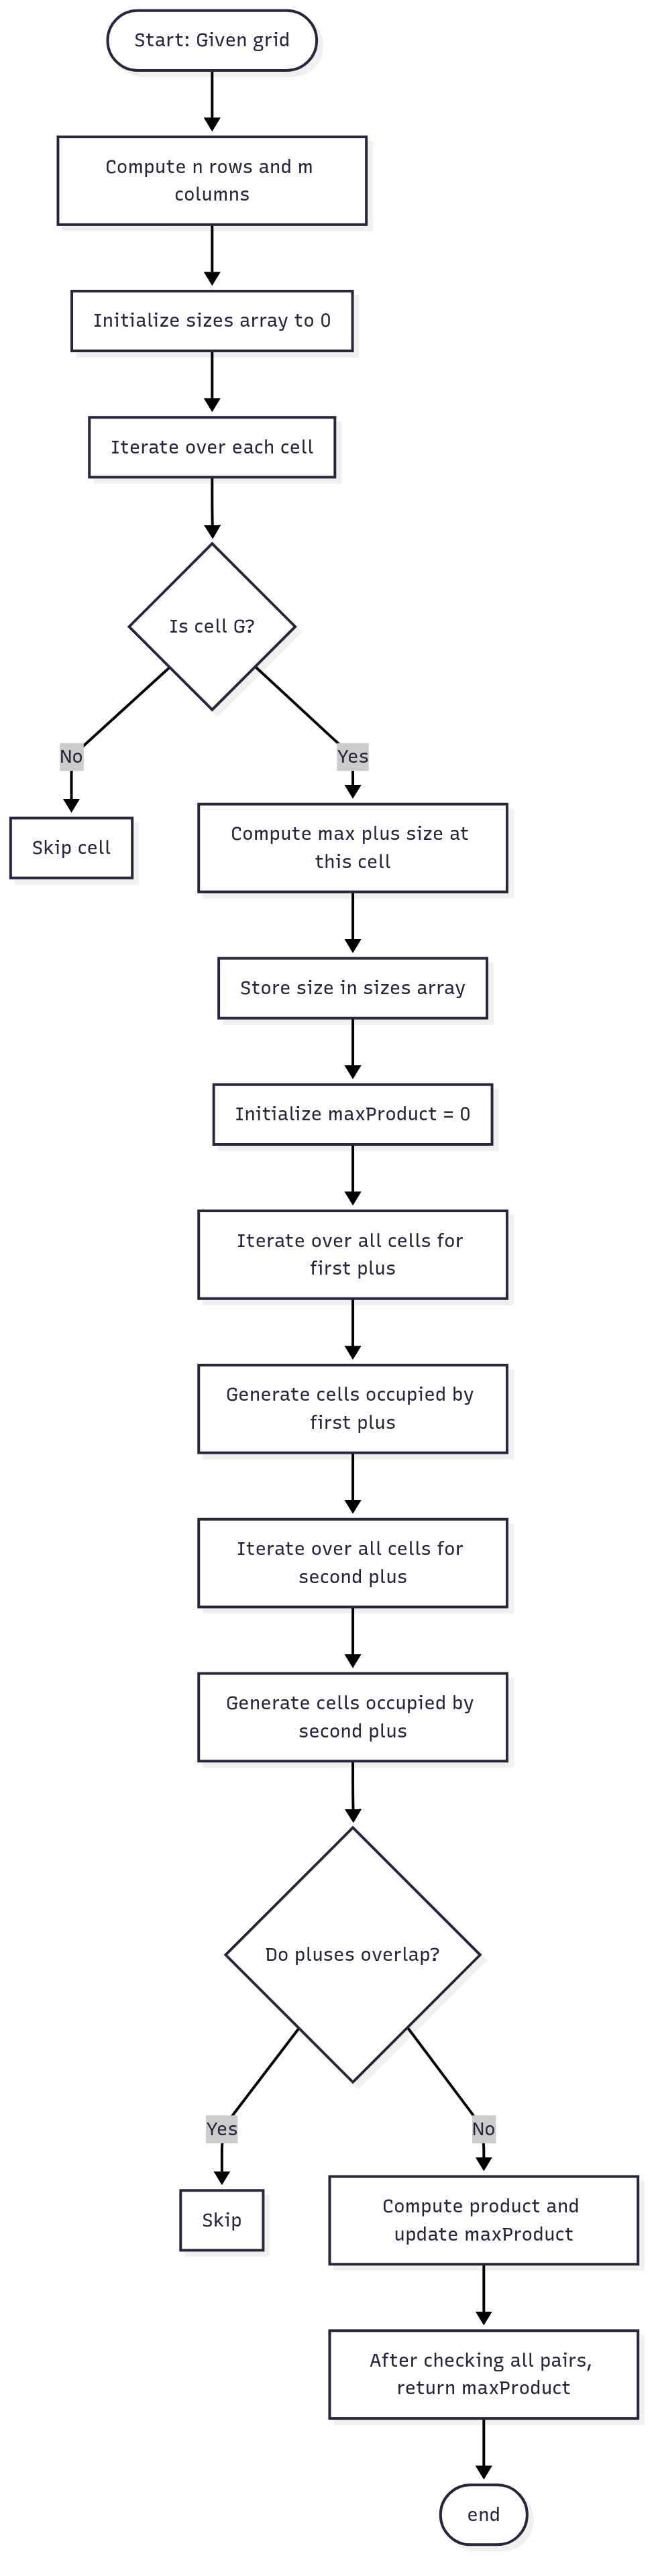 Start: Given grid
Compute n rows and m
columns
Initialize sizes array to 0
Iterate over each cell
Is cell G?
No
Yes
Skip cell
Compute max plus size at
this cell
Store size in sizes array
Initialize maxProduct = 0
Iterate over all cells for
first plus
Generate cells occupied by
first plus
Iterate over all cells for
second plus
Generate cells occupied by
second plus
Do pluses overlap?
Yes
No
Skip
Compute product and
update maxProduct
After checking all pairs,
return maxProduct
end